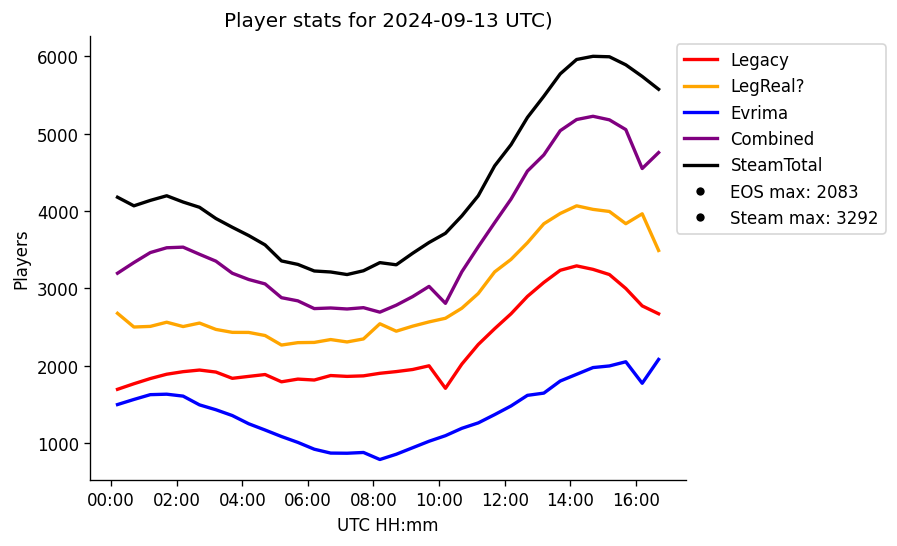 Player stats for 2024-09-13 UTC)
6000
5000
4000
3000
2000
1000
Players
00:00 02:00 04:00 06:00 08:00 10:00 12:00 14:00 16:00
UTC HH:mm
Legacy
LegReal?
Evrima
Combined
SteamTotal
EOS max: 2083
Steam max: 3292